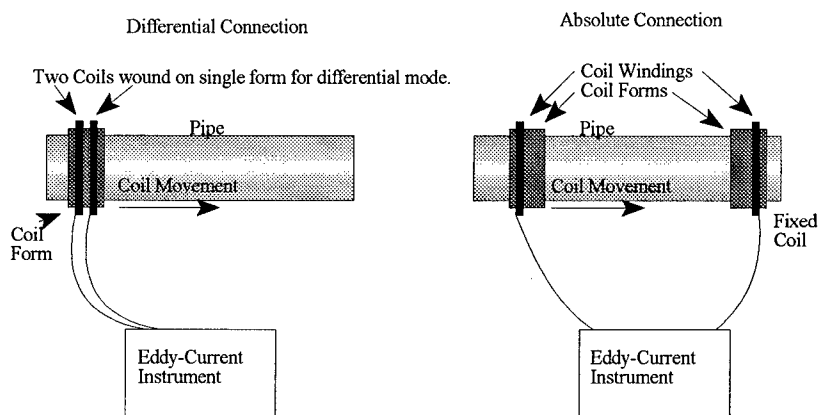 Differential Connection
Two Coils wound on single form for differential mode.
Pipe
Coil Movement
Coil
Form
Eddy-Current
Instrument
Absolute Connection
Coil Windings
Coil Forms
Pipe
Coil Movement
Fixed
Coil
Eddy-Current
Instrument